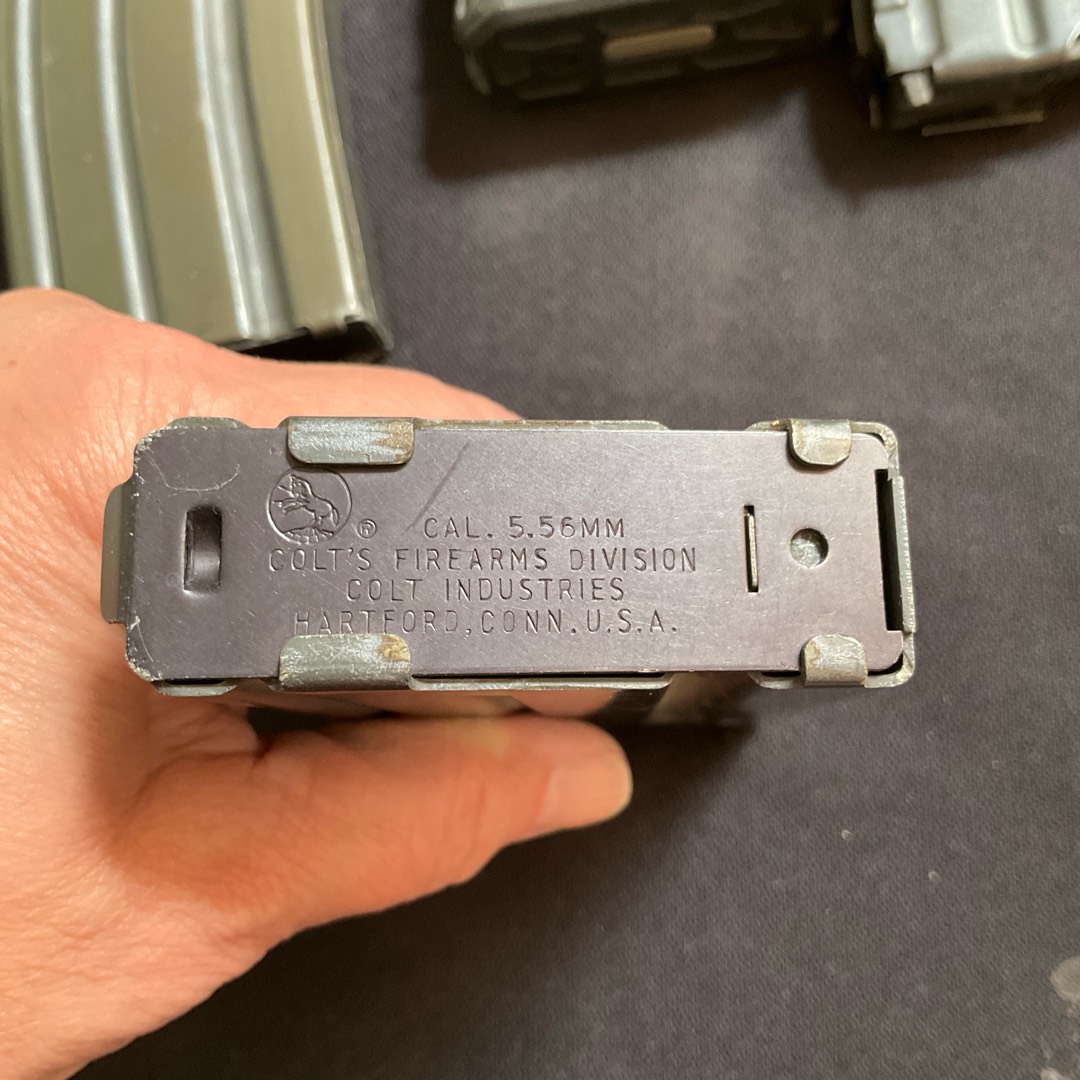 ® CAL. 5.56MM
COLT'S FIREARMS DIVISION
COLT INDUSTRIES
HARTFORD, CONN. U.S.A.